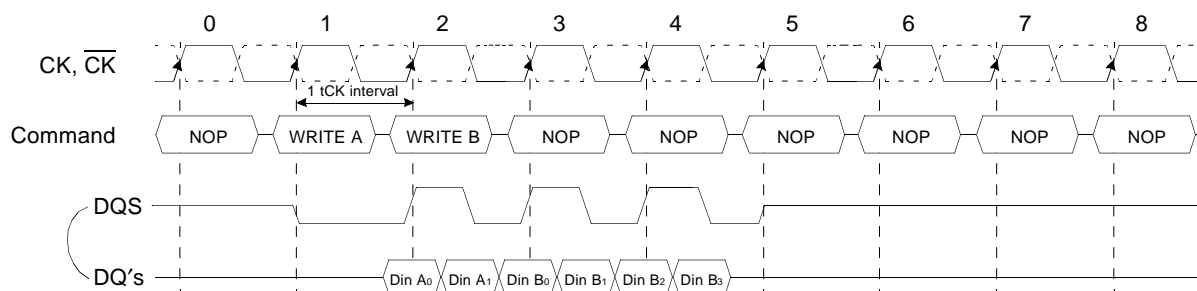 0 1 2 3 4 5 6 7 8
CK, C̅K̅
1 tCK interval
Command NOP WRITE A WRITE B NOP NOP NOP NOP NOP NOP
DQS
DQ's Din A₀ Din A₁ Din B₀ Din B₁ Din B₂ Din B₃